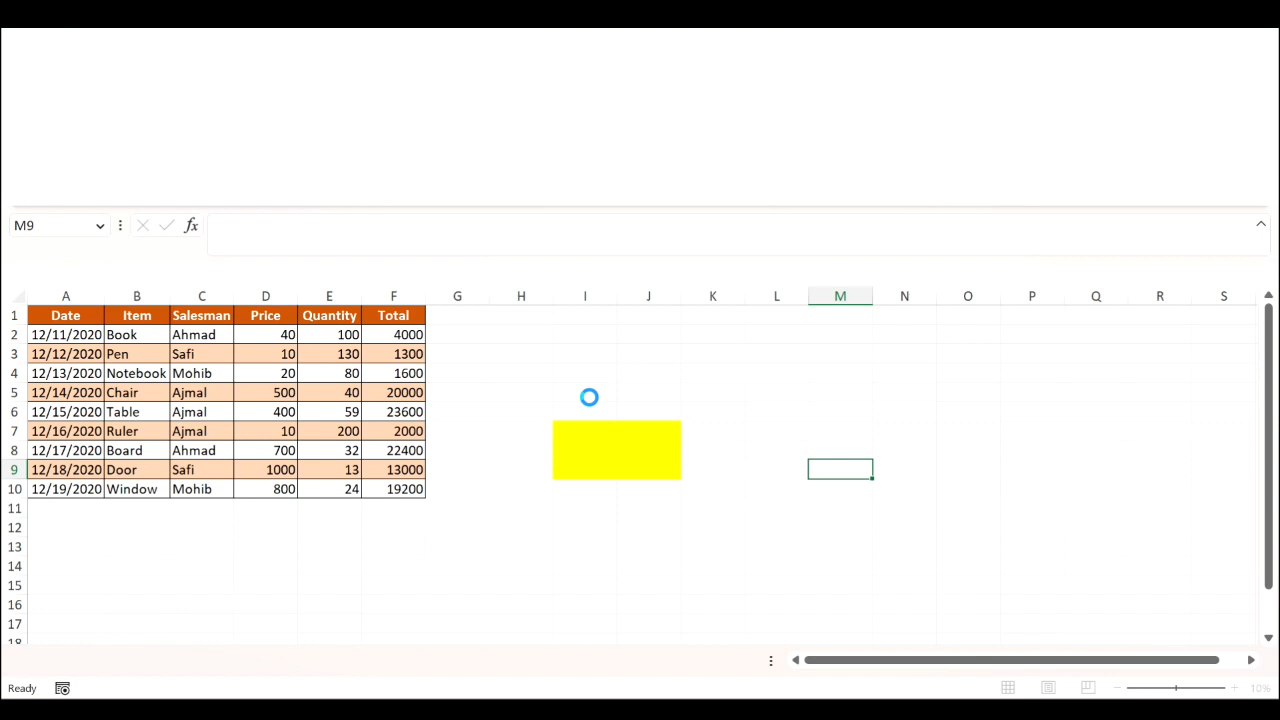 M9
fx
A B C D E F G H I J K L M N O P Q R S
1 Date Item Salesman Price Quantity Total
2 12/11/2020 Book Ahmad 40 100 4000
3 12/12/2020 Pen Safi 10 130 1300
4 12/13/2020 Notebook Mohib 20 80 1600
5 12/14/2020 Chair Ajmal 500 40 20000
6 12/15/2020 Table Ajmal 400 59 23600
7 12/16/2020 Ruler Ajmal 10 200 2000
8 12/17/2020 Board Ahmad 700 32 22400
9 12/18/2020 Door Safi 1000 13 13000
10 12/19/2020 Window Mohib 800 24 19200
11
12
13
14
15
16
17
18
Ready 10%